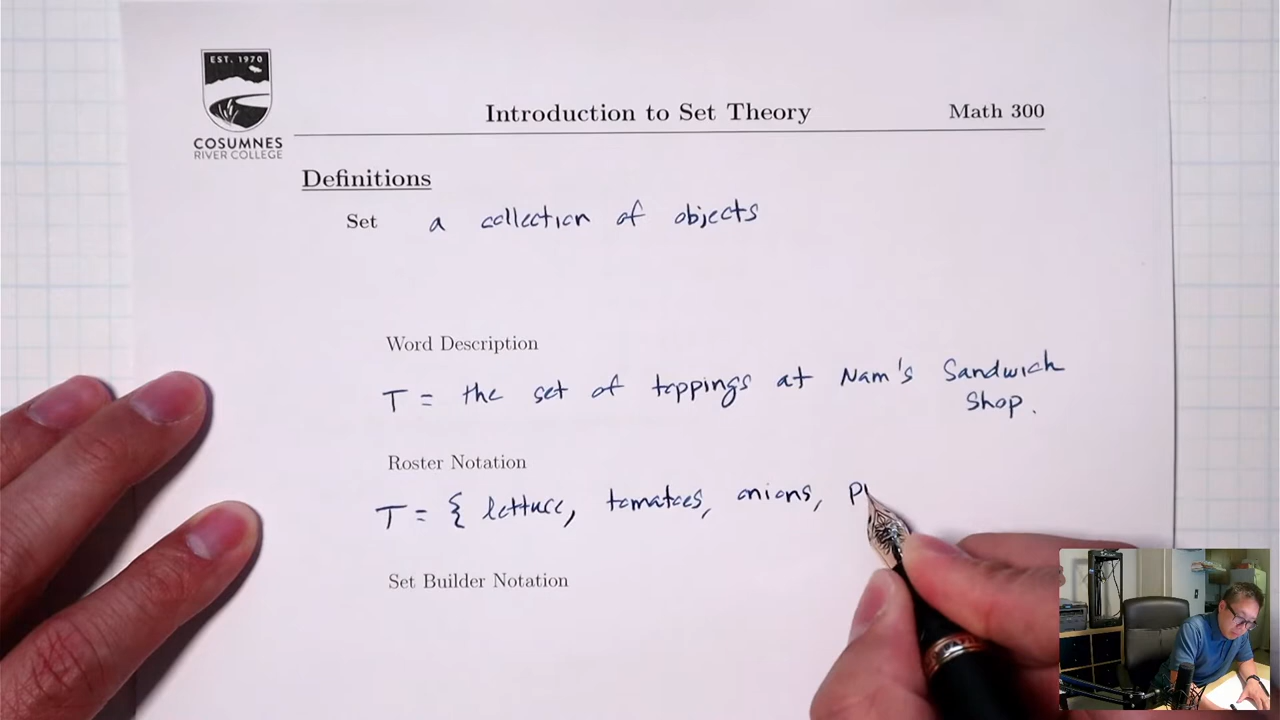 EST. 1970
COSUMNES
RIVER COLLEGE
Introduction to Set Theory Math 300
Definitions
Set a collection of objects
Word Description
T = the set of toppings at Nam's Sandwich
Shop.
Roster Notation
T = { lettuce, tomatoes, onions,
Set Builder Notation